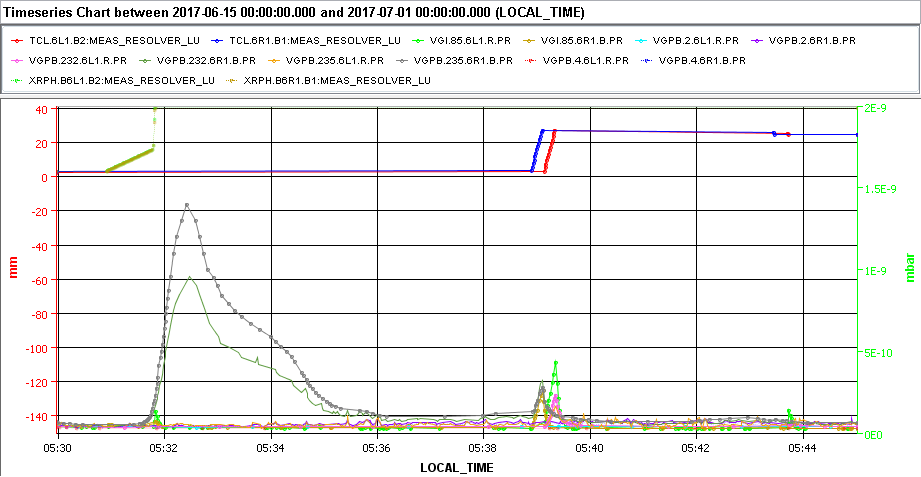 Timeseries Chart between 2017-06-15 00:00:00.000 and 2017-07-01 00:00:00.000 (LOCAL_TIME)
TCL.6L1.B2:MEAS_RESOLVER_LU TCL.6R1.B1:MEAS_RESOLVER_LU VGI.85.6L1.R.PR VGI.85.6R1.B.PR VGPB.2.6L1.R.PR VGPB.2.6R1.B.PR
VGPB.232.6L1.R.PR VGPB.232.6R1.B.PR VGPB.235.6L1.R.PR VGPB.235.6R1.B.PR VGPB.4.6L1.R.PR VGPB.4.6R1.B.PR
XRPH.B6L1.B2:MEAS_RESOLVER_LU XRPH.B6R1.B1:MEAS_RESOLVER_LU
40 2E-9
20
0 1.5E-9
-20
-40
mm -60 1E-9 mbar
-80
-100 5E-10
-120
-140 0E0
05:30 05:32 05:34 05:36 05:38 05:40 05:42 05:44
LOCAL_TIME